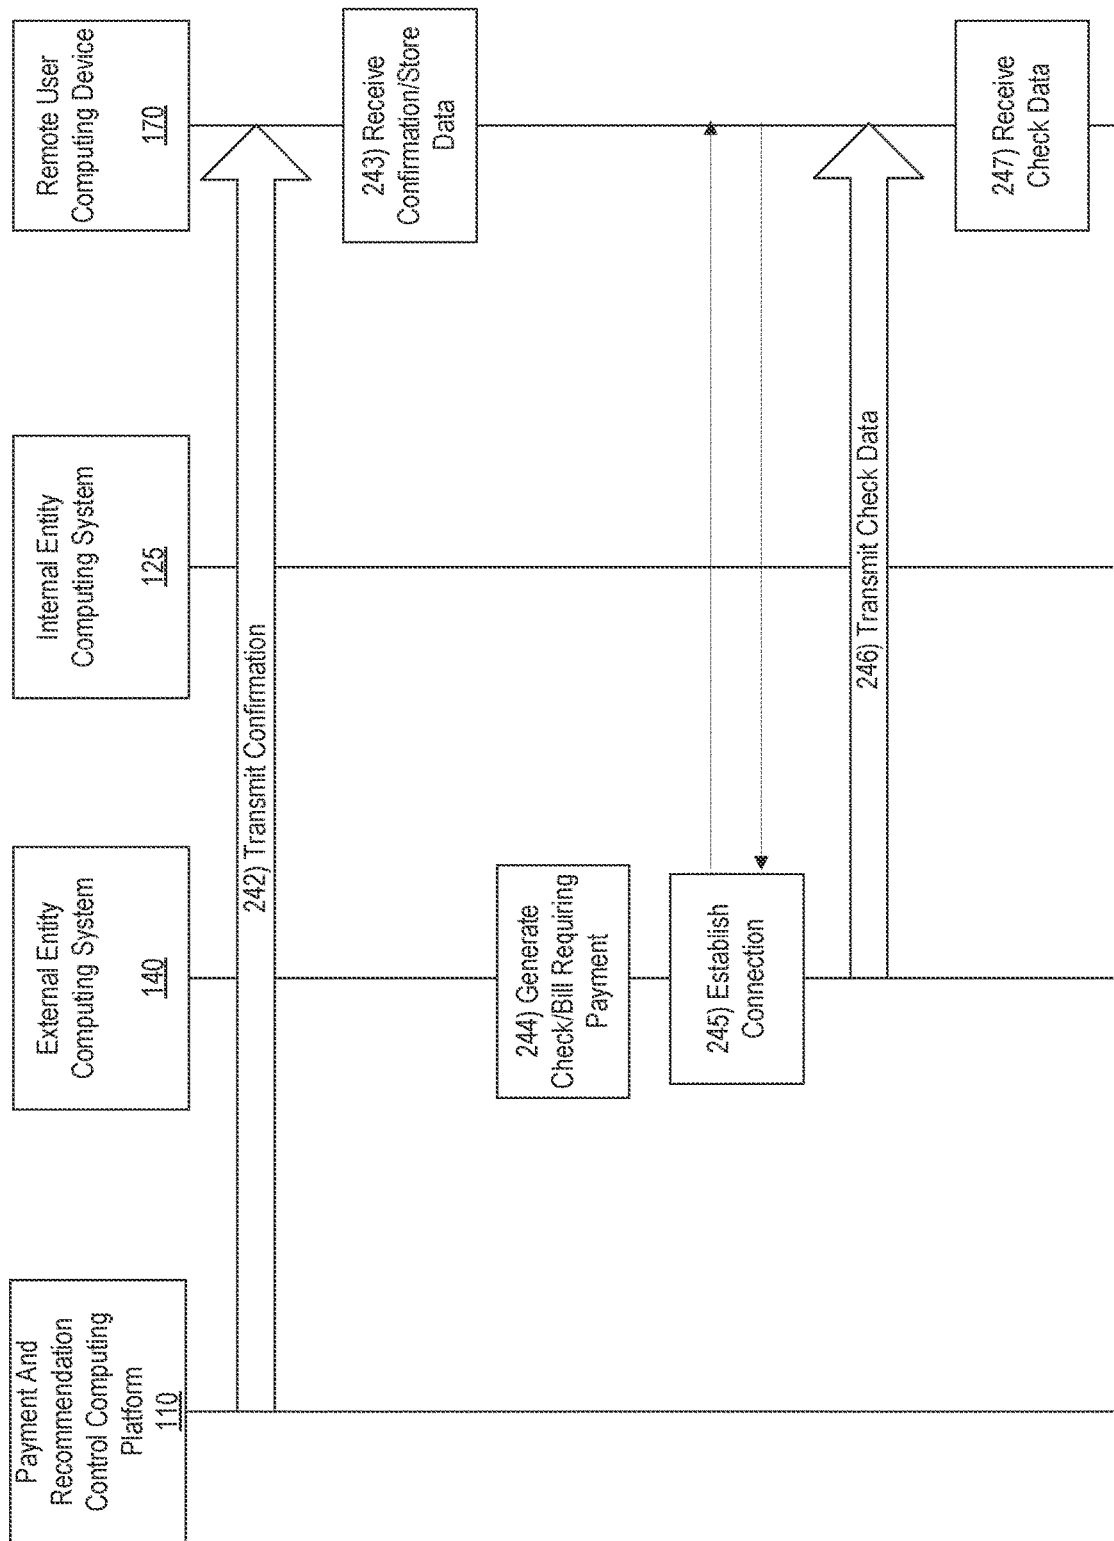 Payment And
Recommendation
Control Computing
Platform
110
External Entity
Computing System
140
Internal Entity
Computing System
125
Remote User
Computing Device
170
242) Transmit Confirmation
243) Receive
Confirmation/Store
Data
244) Generate
Check/Bill Requiring
Payment
245) Establish
Connection
246) Transmit Check Data
247) Receive
Check Data